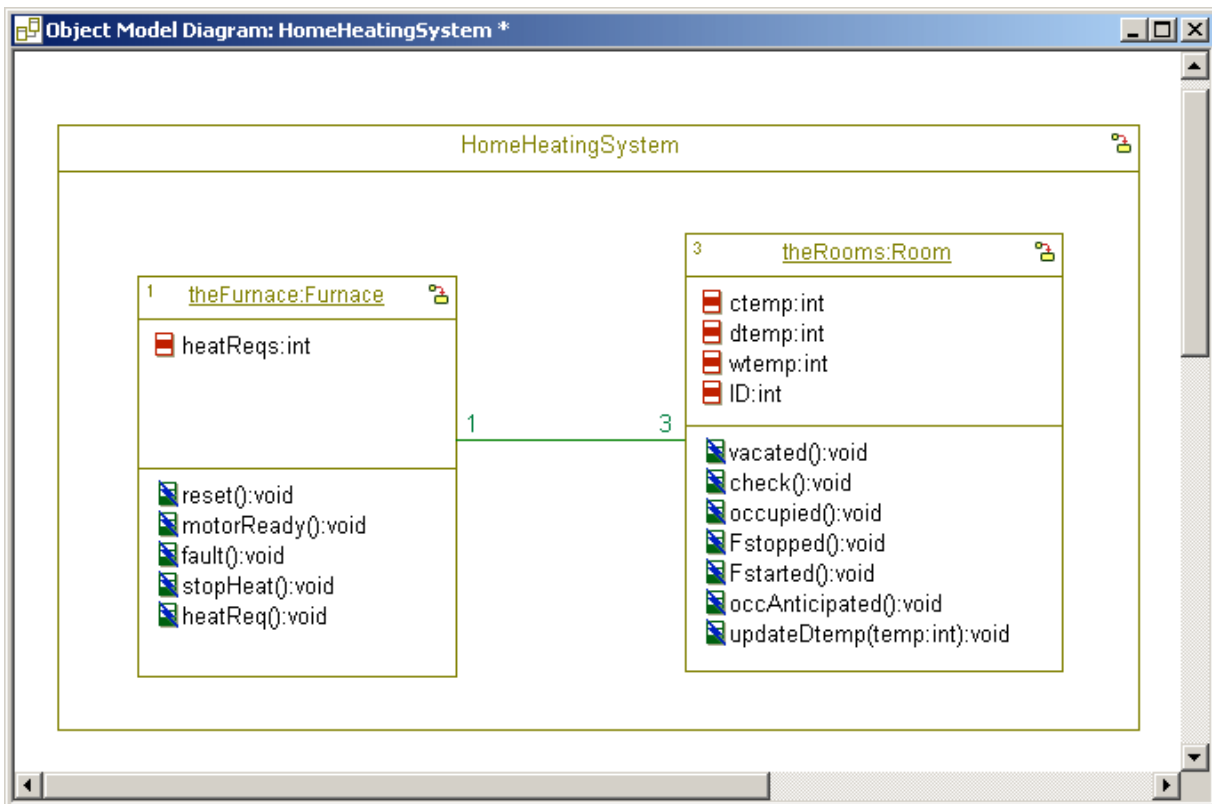 Object Model Diagram: HomeHeatingSystem *
HomeHeatingSystem
1 theFurnace:Furnace
heatReqs:int
reset():void
motorReady():void
fault():void
stopHeat():void
heatReq():void
1
3
3 theRooms:Room
ctemp:int
dtemp:int
wtemp:int
ID:int
vacated():void
check():void
occupied():void
Fstopped():void
Fstarted():void
occAnticipated():void
updateDtemp(temp:int):void